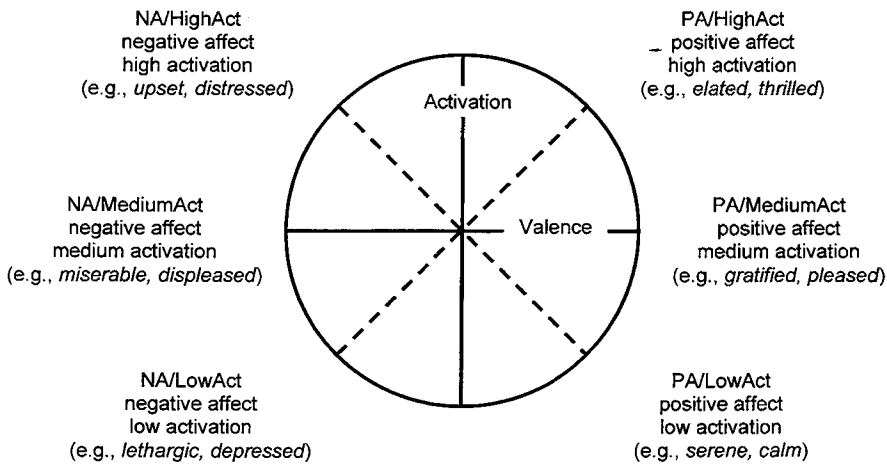 NA/HighAct
negative affect
high activation
(e.g., upset, distressed)
PA/HighAct
positive affect
high activation
(e.g., elated, thrilled)
Activation
NA/MediumAct
negative affect
medium activation
(e.g., miserable, displeased)
Valence
PA/MediumAct
positive affect
medium activation
(e.g., gratified, pleased)
NA/LowAct
negative affect
low activation
(e.g., lethargic, depressed)
PA/LowAct
positive affect
low activation
(e.g., serene, calm)